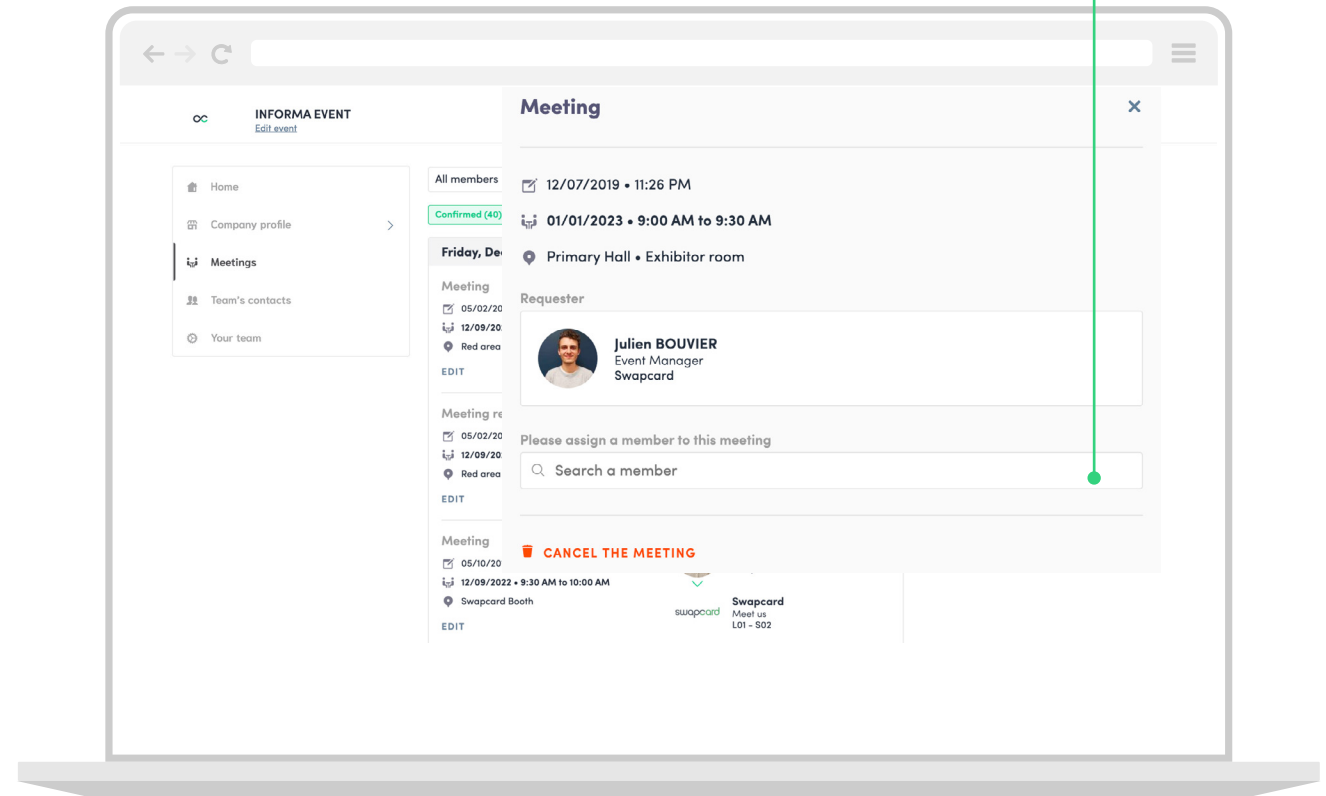 INFORMA EVENT
Edit event
Home
Company profile
Meetings
Team's contacts
Your team
All members
Confirmed (40)
Friday, De
Meeting
05/02/20
12/09/20
Red area
EDIT
Meeting re
05/02/20
12/09/20
Red area
EDIT
Meeting
05/10/20
12/09/2022 • 9:30 AM to 10:00 AM
Swapcard Booth
EDIT
swapcard
Swapcard
Meet us
L01 - S02
Meeting
12/07/2019 • 11:26 PM
01/01/2023 • 9:00 AM to 9:30 AM
Primary Hall • Exhibitor room
Requester
Julien BOUVIER
Event Manager
Swapcard
Please assign a member to this meeting
Search a member
CANCEL THE MEETING